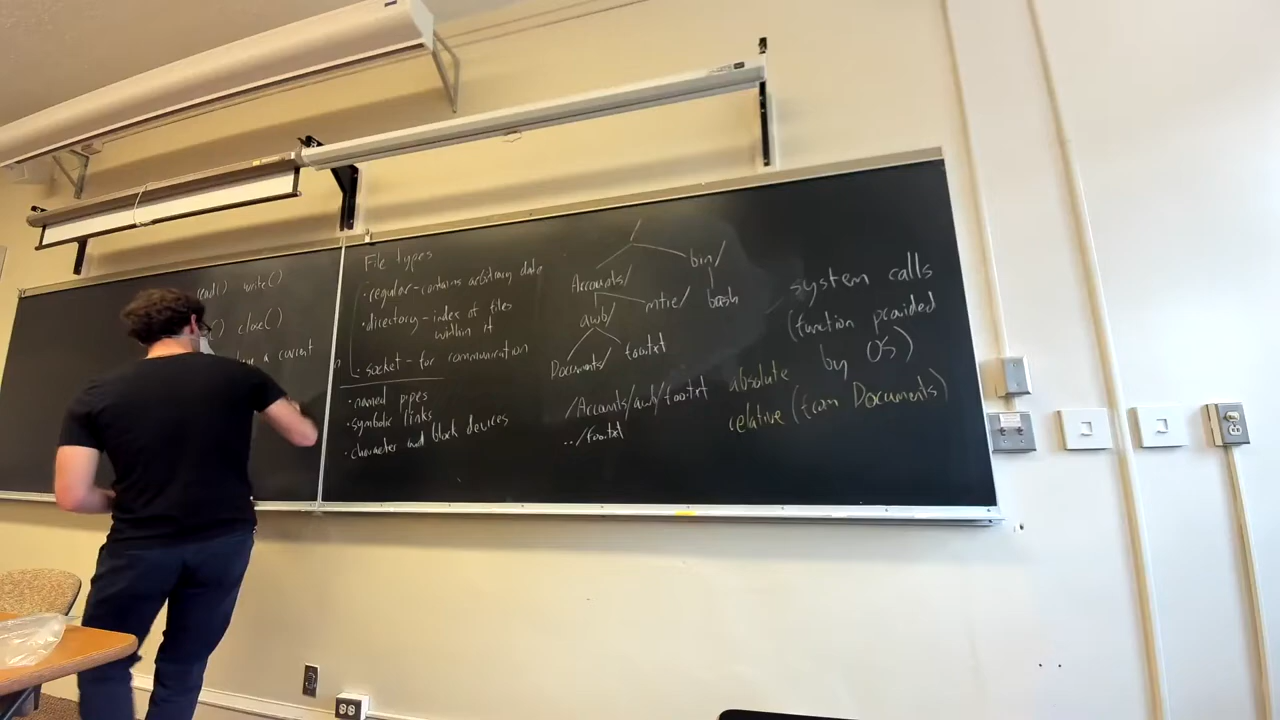 read() write()
() close()
a current
File types
• regular - contains arbitrary data
• directory - index of files
within it
• socket - for communication
• named pipes
• symbolic links
• character and block devices
/
Accounts/ bin/
awb/ mtie/ bash
Documents/ foo.txt
/Accounts/awb/foo.txt absolute
../foo.txt relative (from Documents)
system calls
(function provided
by OS)